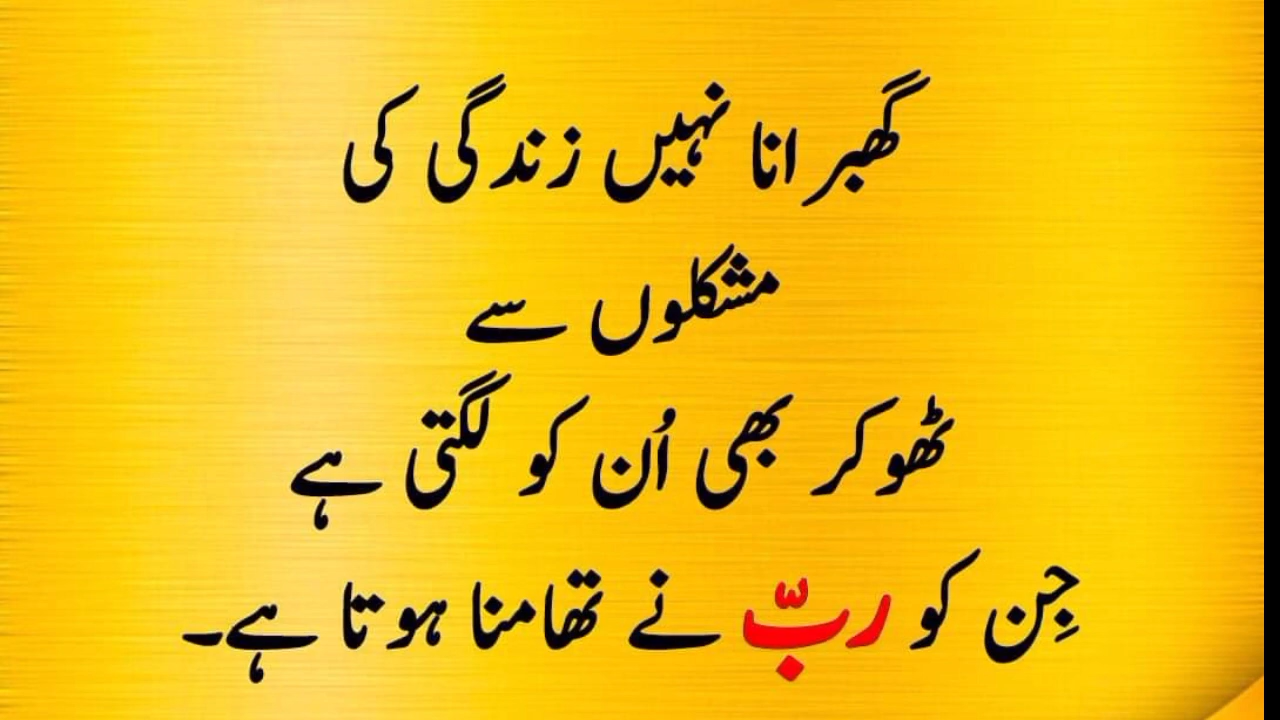 گھبرانا نہیں زندگی کی
مشکلوں سے
ٹھوکر بھی اُن کو لگتی ہے
جِن کو ربّ نے تھامنا ہوتا ہے۔